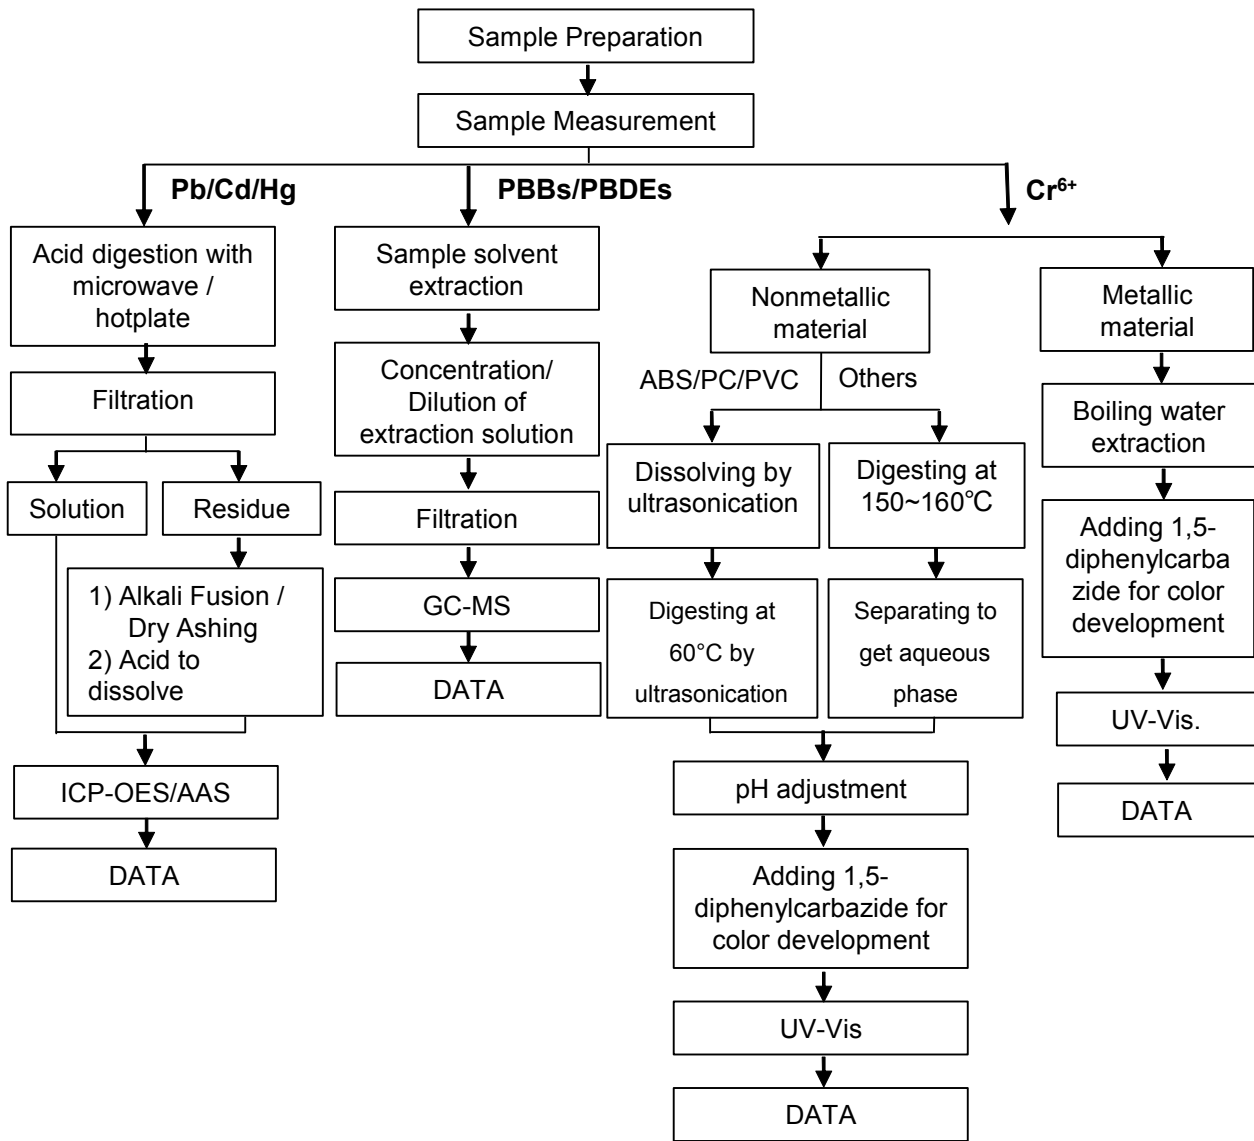 Sample Preparation
Sample Measurement
Pb/Cd/Hg
PBBs/PBDEs
Cr⁶⁺
Acid digestion with
microwave /
hotplate
Filtration
Solution
Residue
1) Alkali Fusion /
Dry Ashing
2) Acid to
dissolve
ICP-OES/AAS
DATA
Sample solvent
extraction
Concentration/
Dilution of
extraction solution
Filtration
GC-MS
DATA
Nonmetallic
material
ABS/PC/PVC
Others
Dissolving by
ultrasonication
Digesting at
60°C by
ultrasonication
Digesting at
150~160℃
Separating to
get aqueous
phase
pH adjustment
Adding 1,5-
diphenylcarbazide for
color development
UV-Vis
DATA
Metallic
material
Boiling water
extraction
Adding 1,5-
diphenylcarba
zide for color
development
UV-Vis.
DATA